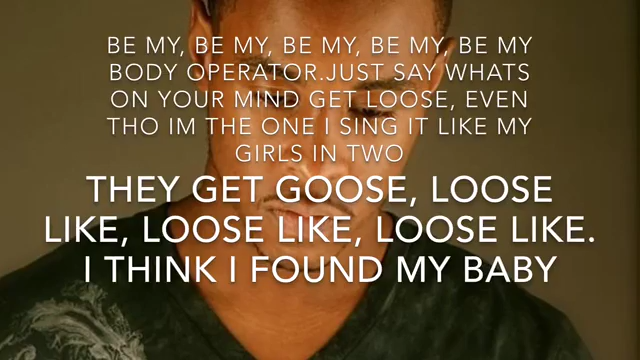 BE MY, BE MY, BE MY, BE MY, BE MY
BODY OPERATOR.JUST SAY WHATS
ON YOUR MIND GET LOOSE, EVEN
THO IM THE ONE I SING IT LIKE MY
GIRLS IN TWO
THEY GET GOOSE, LOOSE
LIKE, LOOSE LIKE, LOOSE LIKE.
I THINK I FOUND MY BABY